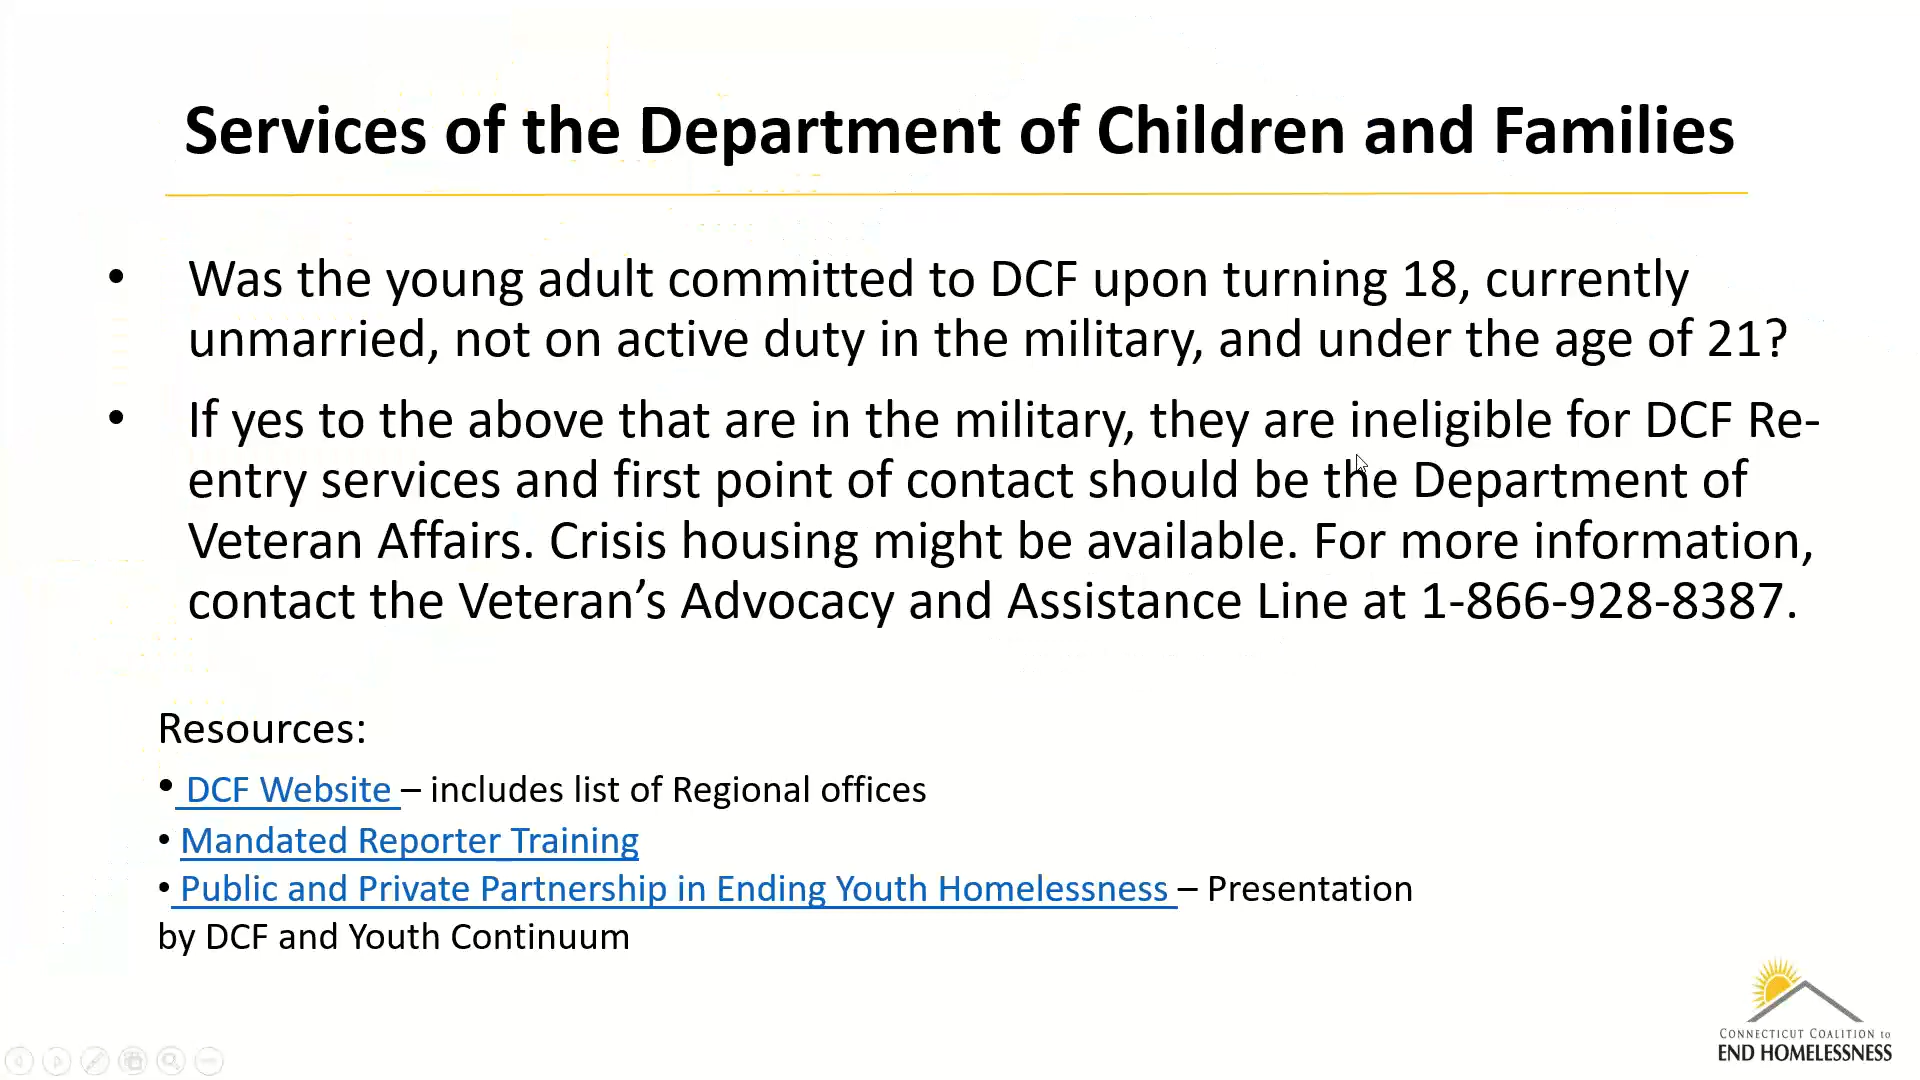 Services of the Department of Children and Families
• Was the young adult committed to DCF upon turning 18, currently
unmarried, not on active duty in the military, and under the age of 21?
• If yes to the above that are in the military, they are ineligible for DCF Re-
entry services and first point of contact should be the Department of
Veteran Affairs. Crisis housing might be available. For more information,
contact the Veteran’s Advocacy and Assistance Line at 1-866-928-8387.
Resources:
• DCF Website – includes list of Regional offices
• Mandated Reporter Training
• Public and Private Partnership in Ending Youth Homelessness – Presentation
by DCF and Youth Continuum
CONNECTICUT COALITION to
END HOMELESSNESS